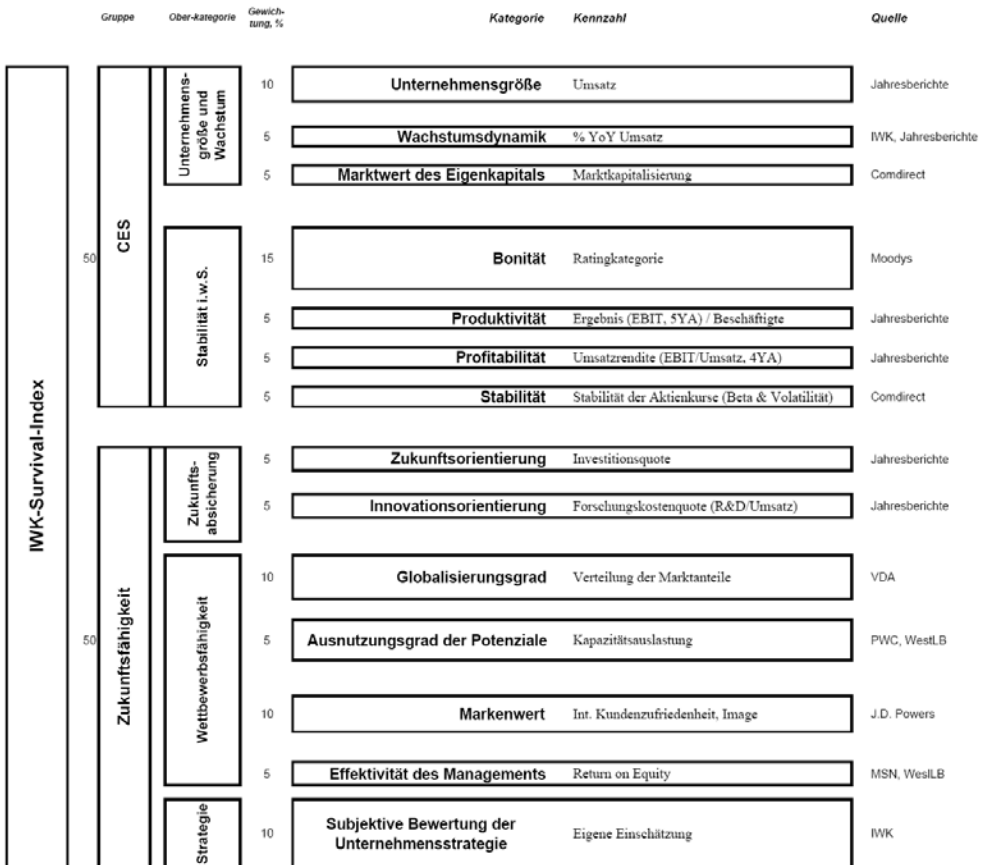 Gruppe Ober-kategorie Gewich-tung, % Kategorie Kennzahl Quelle
IWK-Survival-Index
50 CES
Unternehmens-
größe und
Wachstum
10 Unternehmensgröße Umsatz Jahresberichte
5 Wachstumsdynamik % YoY Umsatz IWK, Jahresberichte
5 Marktwert des Eigenkapitals Marktkapitalisierung Comdirect
Stabilität i.w.S.
15 Bonität Ratingkategorie Moodys
5 Produktivität Ergebnis (EBIT, 5YA) / Beschäftigte Jahresberichte
5 Profitabilität Umsatzrendite (EBIT/Umsatz, 4YA) Jahresberichte
5 Stabilität Stabilität der Aktienkurse (Beta & Volatilität) Comdirect
50 Zukunftsfähigkeit
Zukunfts-
absicherung
5 Zukunftsorientierung Investitionsquote Jahresberichte
5 Innovationsorientierung Forschungskostenquote (R&D/Umsatz) Jahresberichte
Wettbewerbsfähigkeit
10 Globalisierungsgrad Verteilung der Marktanteile VDA
5 Ausnutzungsgrad der Potenziale Kapazitätsauslastung PWC, WestLB
10 Markenwert Int. Kundenzufriedenheit, Image J.D. Powers
5 Effektivität des Managements Return on Equity MSN, WeslLB
Strategie
10 Subjektive Bewertung der
Unternehmensstrategie Eigene Einschätzung IWK